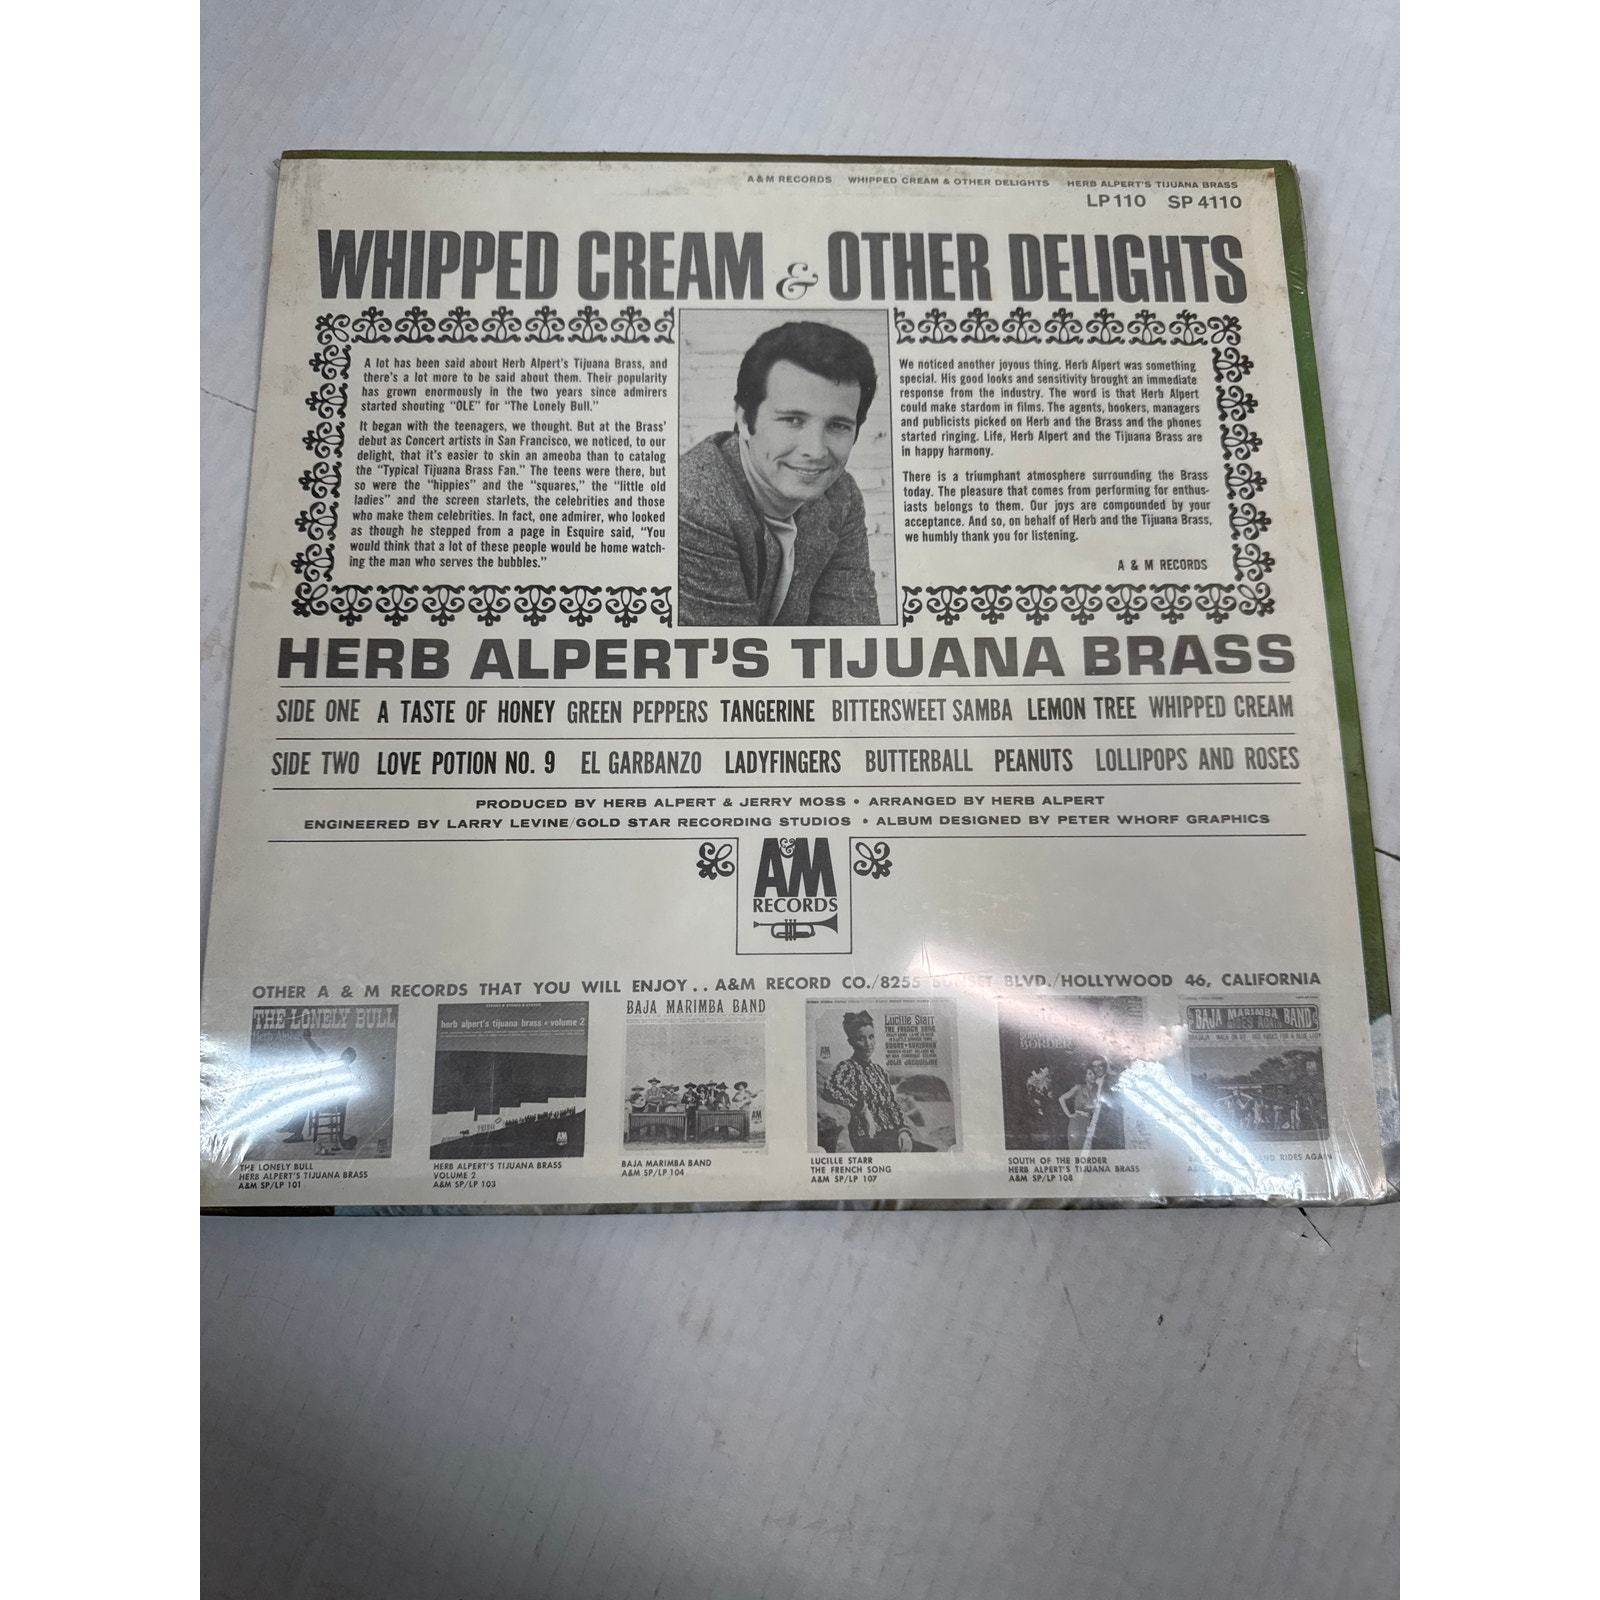 A & M RECORDS WHIPPED CREAM & OTHER DELIGHTS HERB ALPERT'S TIJUANA BRASS
LP 110 SP 4110
WHIPPED CREAM & OTHER DELIGHTS
A lot has been said about Herb Alpert's Tijuana Brass, and
there's a lot more to be said about them. Their popularity
has grown enormously in the two years since admirers
started shouting "OLE" for "The Lonely Bull."
It began with the teenagers, we thought. But at the Brass'
debut as Concert artists in San Francisco, we noticed, to our
delight, that it's easier to skin an ameoba than to catalog
the "Typical Tijuana Brass Fan." The teens were there, but
so were the "hippies" and the "squares," the "little old
ladies" and the screen starlets, the celebrities and those
who make them celebrities. In fact, one admirer, who looked
as though he stepped from a page in Esquire said, "You
would think that a lot of these people would be home watch-
ing the man who serves the bubbles."
We noticed another joyous thing. Herb Alpert was something
special. His good looks and sensitivity brought an immediate
response from the industry. The word is that Herb Alpert
could make stardom in films. The agents, bookers, managers
and publicists picked on Herb and the Brass and the phones
started ringing. Life, Herb Alpert and the Tijuana Brass are
in happy harmony.
There is a triumphant atmosphere surrounding the Brass
today. The pleasure that comes from performing for enthus-
iasts belongs to them. Our joys are compounded by your
acceptance. And so, on behalf of Herb and the Tijuana Brass,
we humbly thank you for listening.
A & M RECORDS
HERB ALPERT'S TIJUANA BRASS
SIDE ONE A TASTE OF HONEY GREEN PEPPERS TANGERINE BITTERSWEET SAMBA LEMON TREE WHIPPED CREAM
SIDE TWO LOVE POTION NO. 9 EL GARBANZO LADYFINGERS BUTTERBALL PEANUTS LOLLIPOPS AND ROSES
PRODUCED BY HERB ALPERT & JERRY MOSS • ARRANGED BY HERB ALPERT
ENGINEERED BY LARRY LEVINE/GOLD STAR RECORDING STUDIOS • ALBUM DESIGNED BY PETER WHORF GRAPHICS
A&M
RECORDS
OTHER A & M RECORDS THAT YOU WILL ENJOY . . A&M RECORD CO./8255 SUNSET BLVD./HOLLYWOOD 46, CALIFORNIA
THE LONELY BULL
Herb Alpert
herb alpert's tijuana brass • volume 2
A&M
BAJA MARIMBA BAND
A&M
Lucille Starr
THE FRENCH SONG
JOLIE JACQUELINE
A&M
BORDER
BAJA MARIMBA BAND
RIDES AGAIN
THE LONELY BULL
HERB ALPERT'S TIJUANA BRASS
A&M SP/LP 101
HERB ALPERT'S TIJUANA BRASS
VOLUME 2
A&M SP/LP 103
BAJA MARIMBA BAND
A&M SP/LP 104
LUCILLE STARR
THE FRENCH SONG
A&M SP/LP 107
SOUTH OF THE BORDER
HERB ALPERT'S TIJUANA BRASS
A&M SP/LP 108
RIDES AGAIN